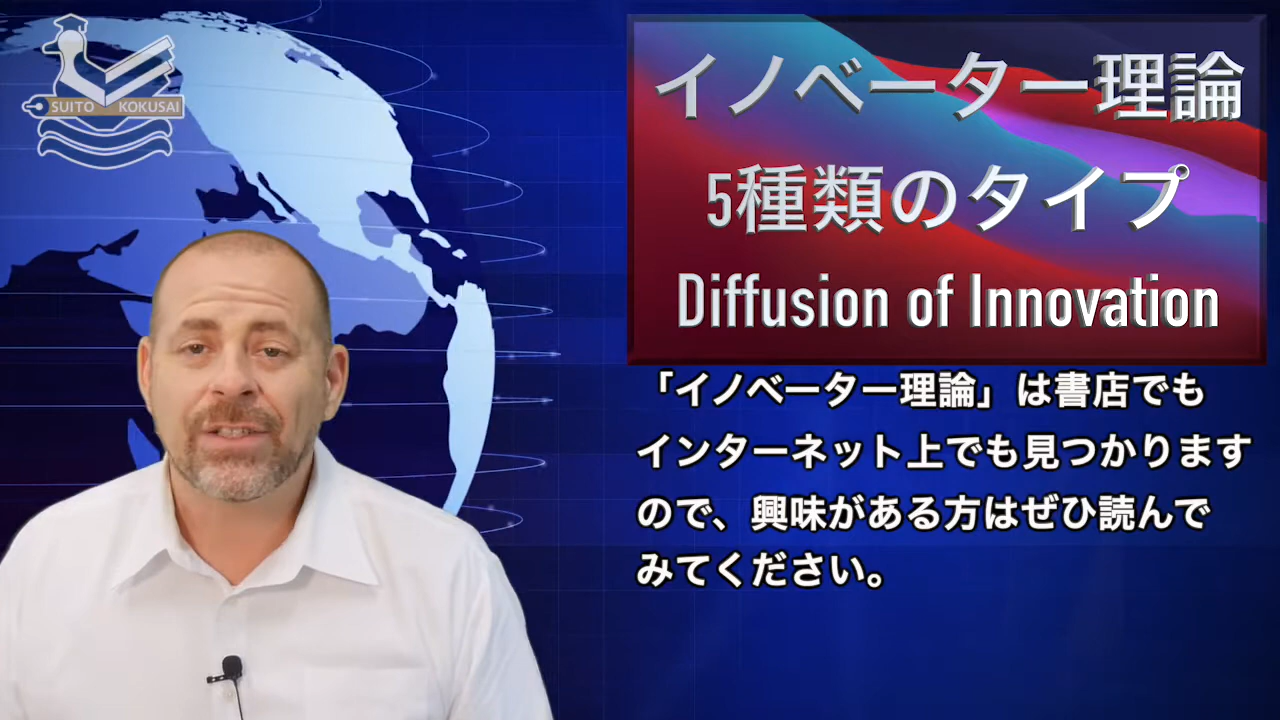 SUITO KOKUSAI
イノベーター理論
5種類のタイプ
Diffusion of Innovation
「イノベーター理論」は書店でも
インターネット上でも見つかります
ので、興味がある方はぜひ読んで
みてください。